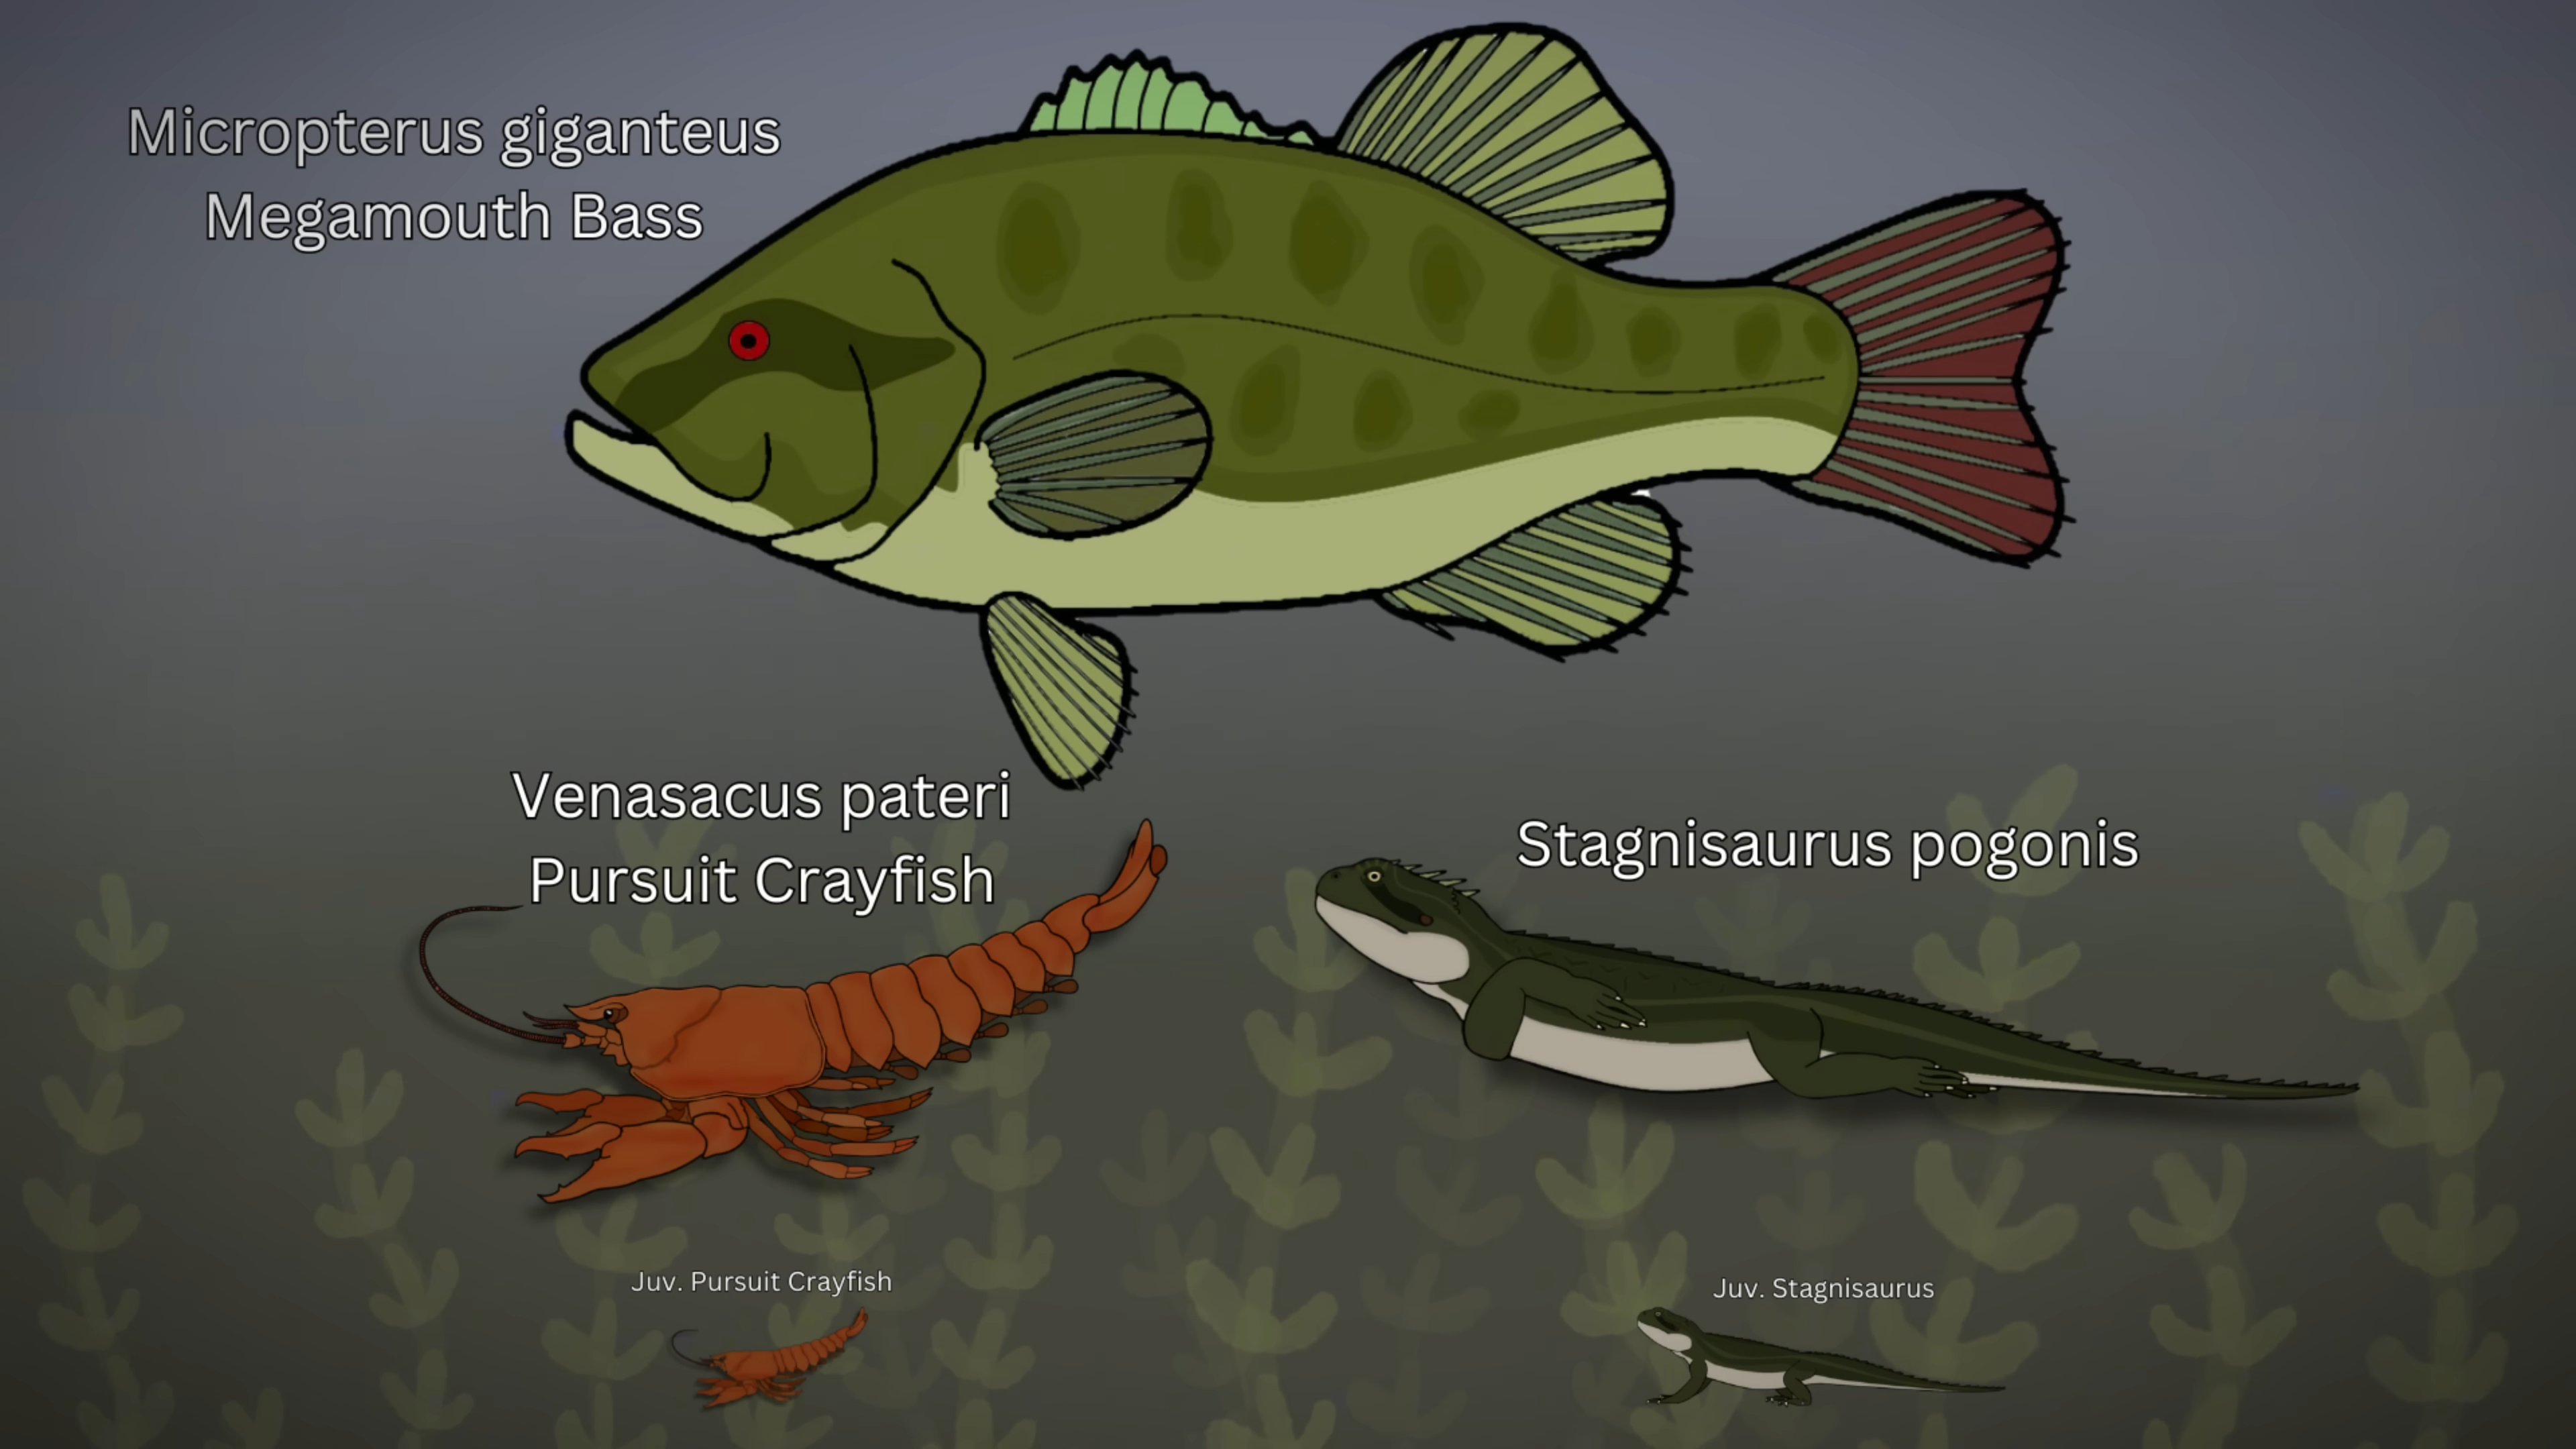 Micropterus giganteus
Megamouth Bass
Venasacus pateri
Pursuit Crayfish
Stagnisaurus pogonis
Juv. Pursuit Crayfish
Juv. Stagnisaurus